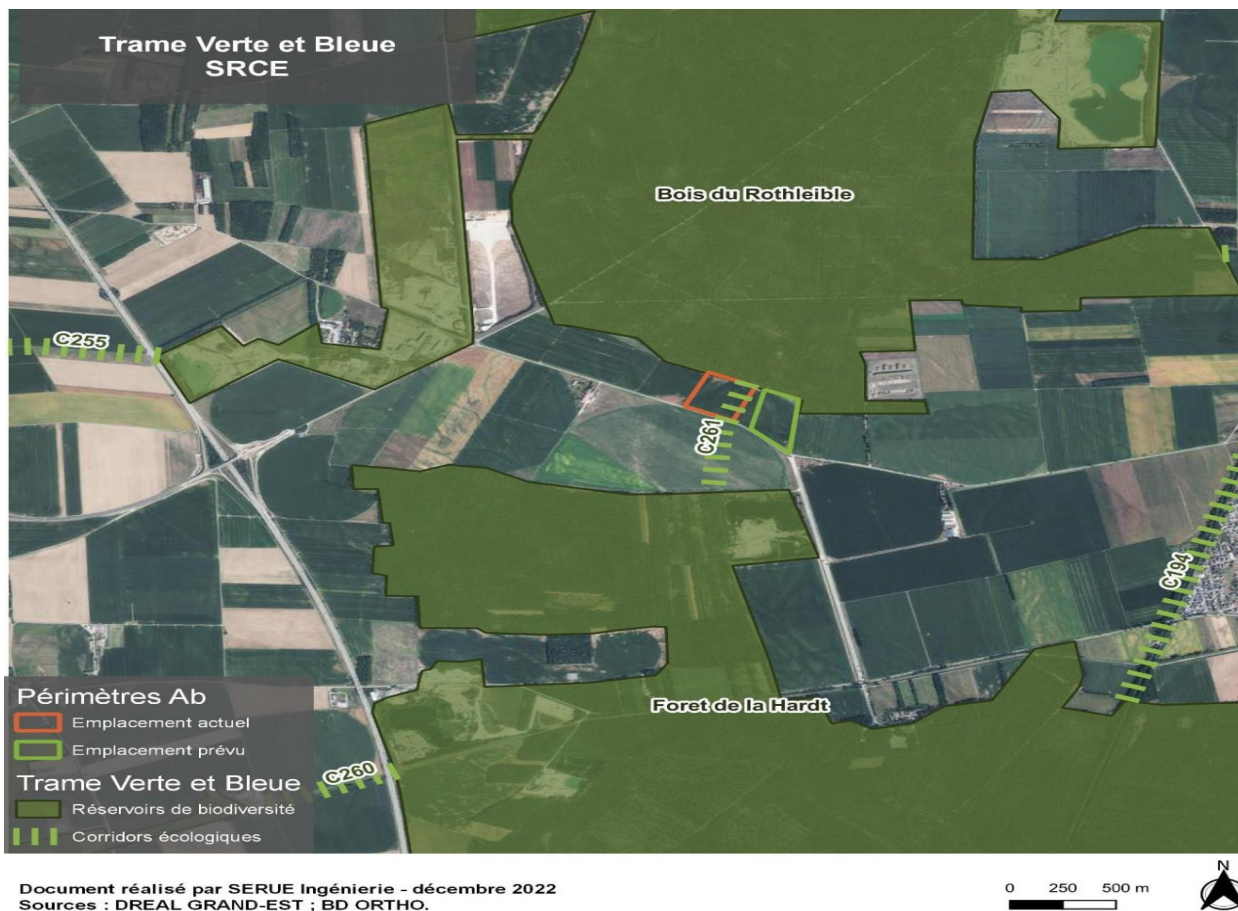 Trame Verte et Bleue
SRCE
Bois du Rothleible
C255
C261
C194
Foret de la Hardt
C260
Périmètres Ab
Emplacement actuel
Emplacement prévu
Trame Verte et Bleue
Réservoirs de biodiversité
Corridors écologiques
Document réalisé par SERUE Ingénierie - décembre 2022
Sources : DREAL GRAND-EST ; BD ORTHO.
0 250 500 m
N